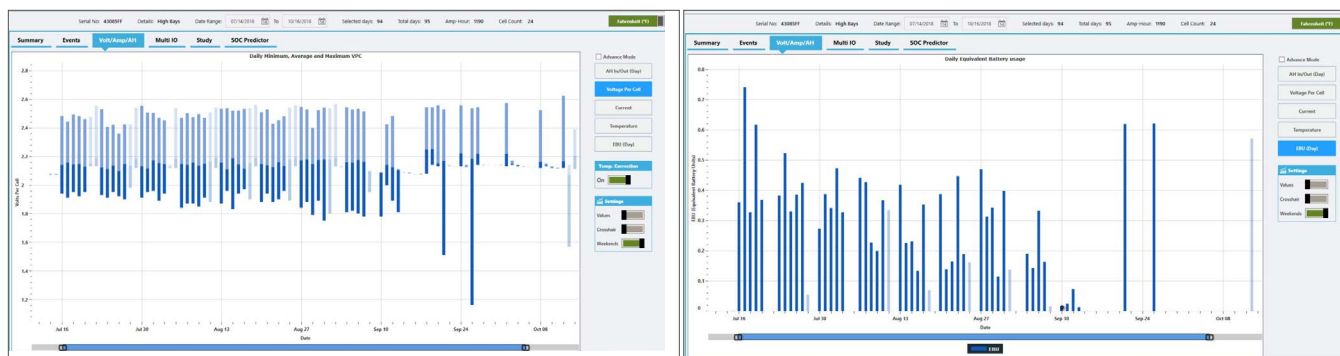 Serial No: 43085FF Details: High Bays Date Range: 07/14/2018 To 10/16/2018 Selected days: 94 Total days: 95 Amp-Hour: 1190 Cell Count: 24 Fahrenheit (°F)
Summary Events Volt/Amp/AH Multi IO Study SOC Predictor
Daily Minimum, Average and Maximum VPC
Advance Mode
AH In/Out (Day)
Voltage Per Cell
Current
Temperature
EBU (Day)
Temp. Correction
On
Settings
Values
Crosshair
Weekends
Volts Per Cell
2.8
2.6
2.4
2.2
2
1.8
1.6
1.4
1.2
Jul 16 Jul 30 Aug 13 Aug 27 Sep 10 Sep 24 Oct 08
Date
Serial No: 43085FF Details: High Bays Date Range: 07/14/2018 To 10/16/2018 Selected days: 94 Total days: 95 Amp-Hour: 1190 Cell Count: 24 Fahrenheit (°F)
Summary Events Volt/Amp/AH Multi IO Study SOC Predictor
Daily Equivalent Battery usage
Advance Mode
AH In/Out (Day)
Voltage Per Cell
Current
Temperature
EBU (Day)
Settings
Values
Crosshair
Weekends
EBU (Equivalent Battery Units)
0.8
0.7
0.6
0.5
0.4
0.3
0.2
0.1
0
Jul 16 Jul 30 Aug 13 Aug 27 Sep 10 Sep 24 Oct 08
Date
EBU